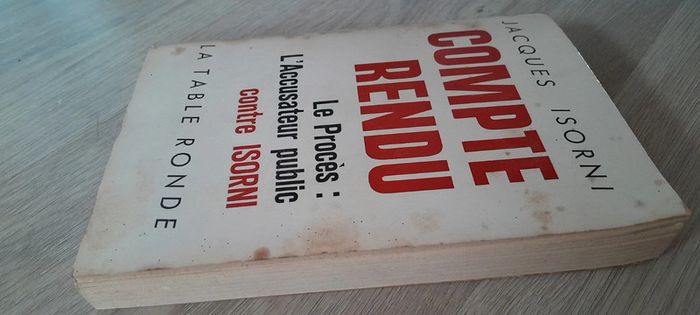 JACQUES ISORNI
COMPTE
RENDU
Le Procès :
L'Accusateur public
contre ISORNI
LA TABLE RONDE